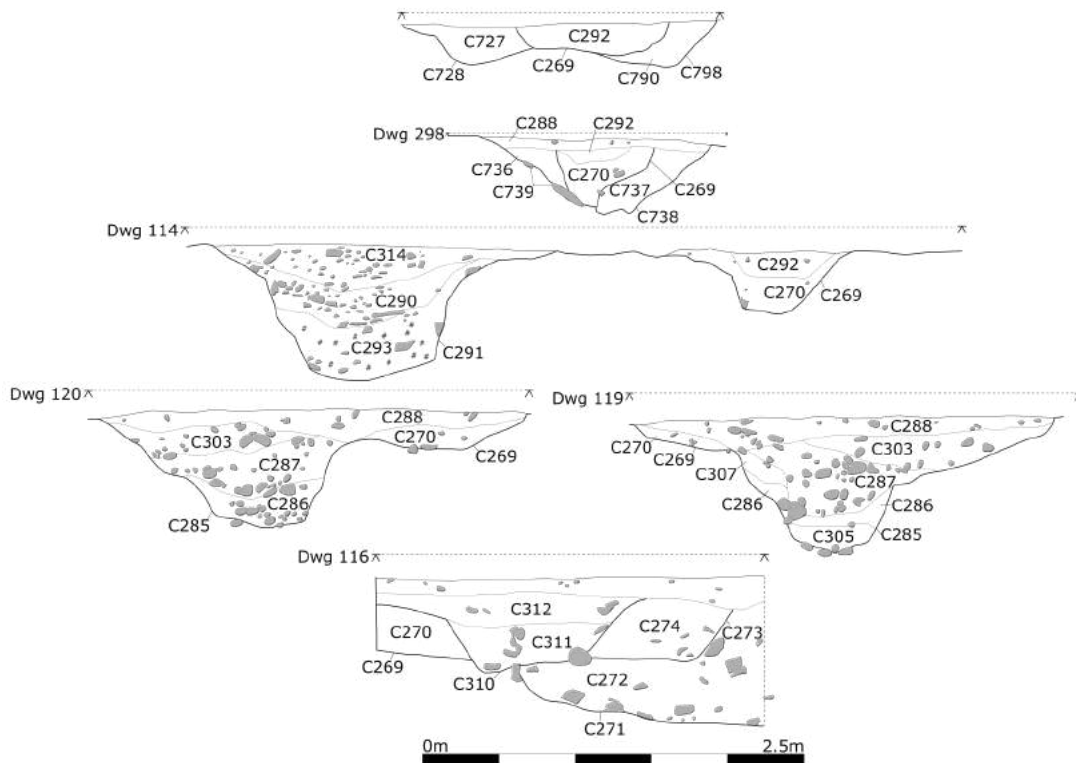 C727 C292
C728 C269 C790 C798
Dwg 298 C288 C292
C736 C270 C269
C739 C737
C738
Dwg 114
C314 C292
C290 C270 C269
C293 C291
Dwg 120
C288
C303 C270
C287 C269
C286
C285
Dwg 119
C288
C270 C303
C269
C307 C287
C286 C286
C305 C285
Dwg 116
C312
C270 C311 C274 C273
C269
C310 C272
C271
0m 2.5m